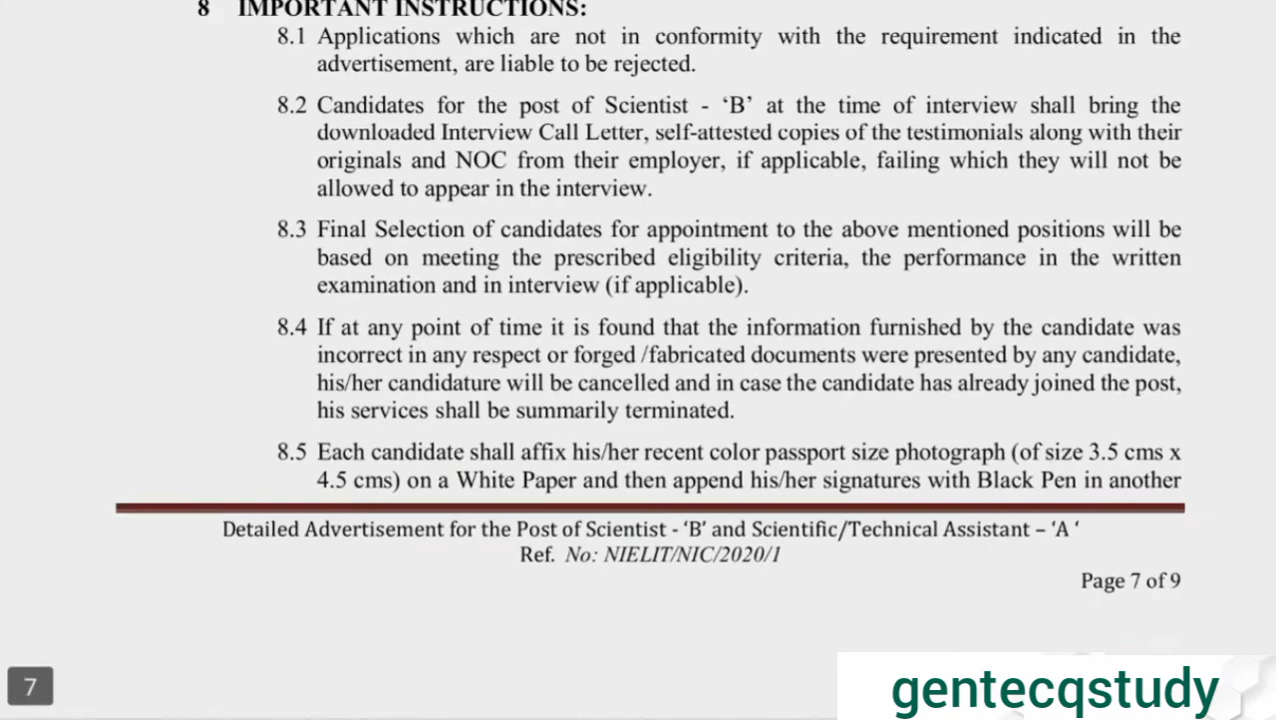 8 IMPORTANT INSTRUCTIONS:
8.1 Applications which are not in conformity with the requirement indicated in the
advertisement, are liable to be rejected.
8.2 Candidates for the post of Scientist - ‘B’ at the time of interview shall bring the
downloaded Interview Call Letter, self-attested copies of the testimonials along with their
originals and NOC from their employer, if applicable, failing which they will not be
allowed to appear in the interview.
8.3 Final Selection of candidates for appointment to the above mentioned positions will be
based on meeting the prescribed eligibility criteria, the performance in the written
examination and in interview (if applicable).
8.4 If at any point of time it is found that the information furnished by the candidate was
incorrect in any respect or forged /fabricated documents were presented by any candidate,
his/her candidature will be cancelled and in case the candidate has already joined the post,
his services shall be summarily terminated.
8.5 Each candidate shall affix his/her recent color passport size photograph (of size 3.5 cms x
4.5 cms) on a White Paper and then append his/her signatures with Black Pen in another
Detailed Advertisement for the Post of Scientist - ‘B’ and Scientific/Technical Assistant – ‘A ‘
Ref. No: NIELIT/NIC/2020/1
Page 7 of 9
7
gentecqstudy